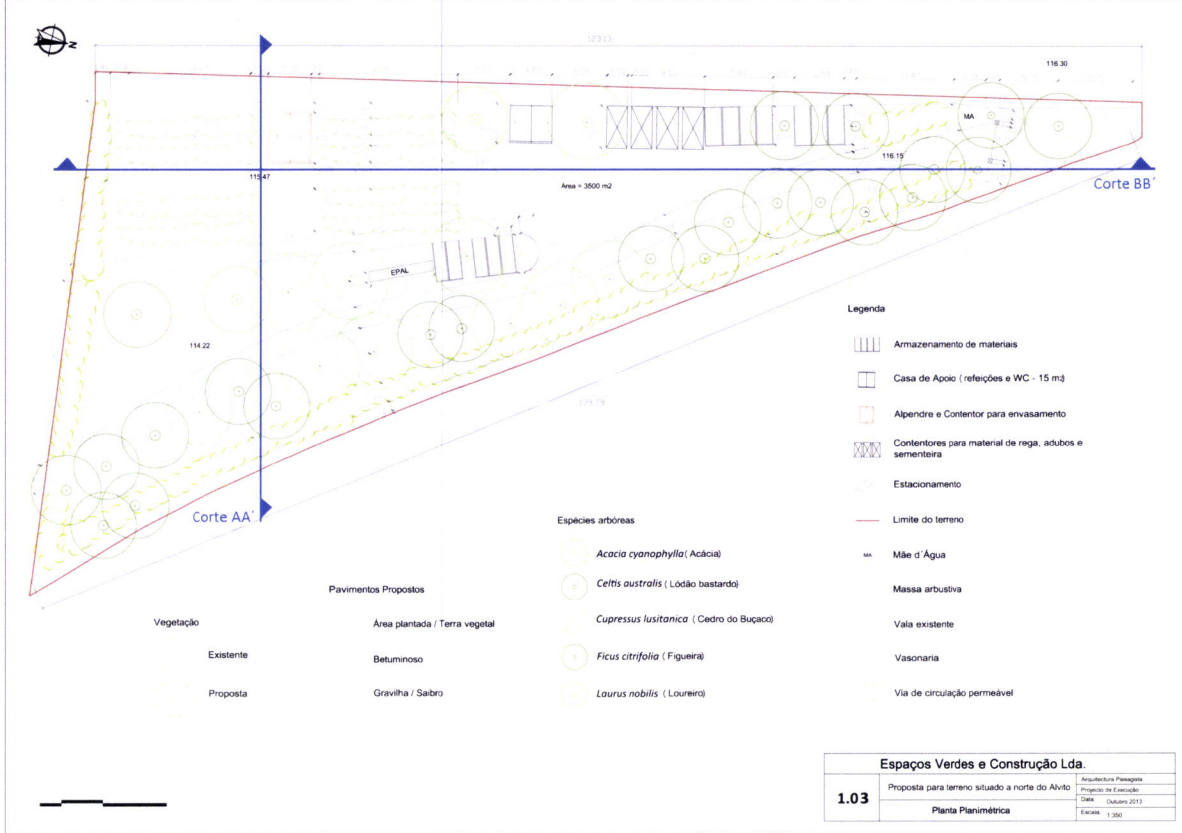 N
123.13
116.30
MA
116.15
115.47
Corte BB´
Area = 3500 m2
EPAL
114.22
139.79
Corte AA´
Legenda
Armazenamento de materiais
Casa de Apoio ( refeições e WC - 15 m2)
Alpendre e Contentor para envasamento
Contentores para material de rega, adubos e
sementeira
Estacionamento
Limite do terreno
MA Mãe d´Água
Massa arbustiva
Vala existente
Vasonaria
Via de circulação permeável
Espécies arbóreas
Acacia cyanophylla( Acácia)
Celtis australis ( Lódão bastardo)
Cupressus lusitanica ( Cedro do Buçaco)
Ficus citrifolia ( Figueira)
Laurus nobilis ( Loureiro)
Pavimentos Propostos
Área plantada / Terra vegetal
Betuminoso
Gravilha / Saibro
Vegetação
Existente
Proposta
Espaços Verdes e Construção Lda.
1.03
Proposta para terreno situado a norte do Alvito
Planta Planimétrica
Arquitectura Paisagista
Projecto de Execução
Data Outubro 2013
Escala 1:350